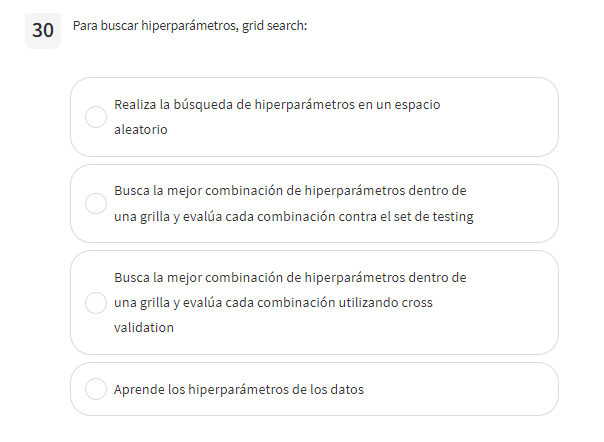 30 Para buscar hiperparámetros, grid search:
Realiza la búsqueda de hiperparámetros en un espacio
aleatorio
Busca la mejor combinación de hiperparámetros dentro de
una grilla y evalúa cada combinación contra el set de testing
Busca la mejor combinación de hiperparámetros dentro de
una grilla y evalúa cada combinación utilizando cross
validation
Aprende los hiperparámetros de los datos